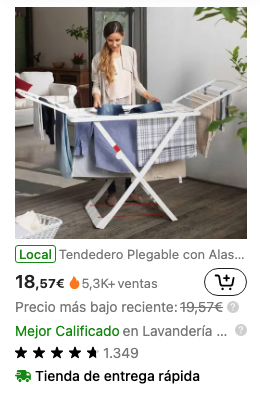 Local Tendedero Plegable con Alas...
18,57€ 5,3K+ ventas
Precio más bajo reciente: 19,57€ ?
Mejor Calificado en Lavandería ... ?
1.349
Tienda de entrega rápida